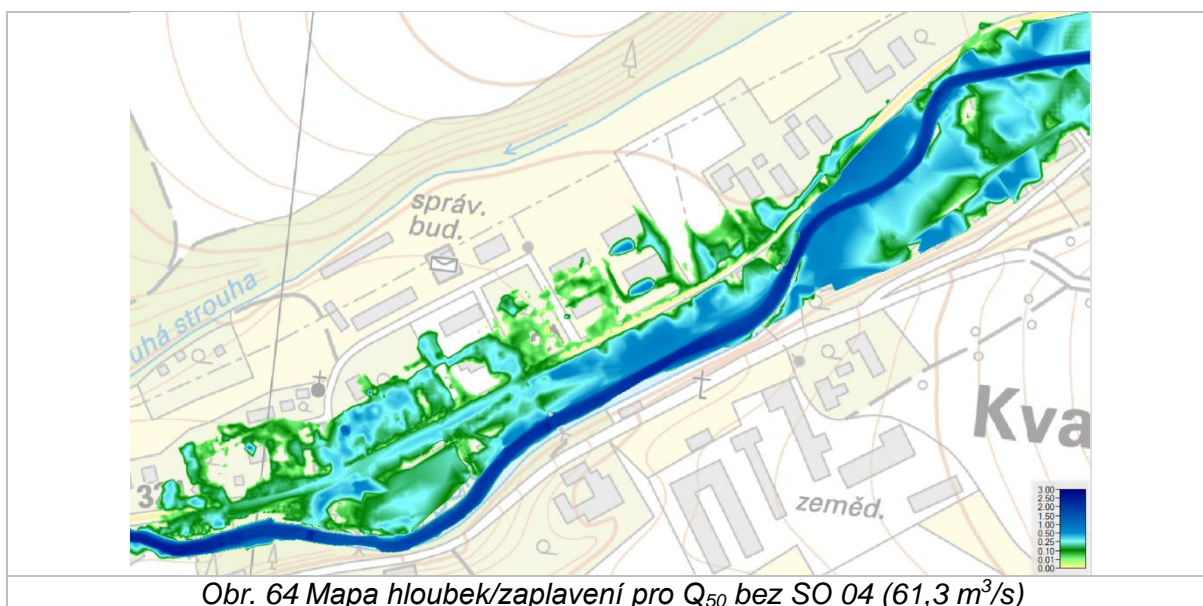 správ.
bud.
uhá strouha
Kva
33
zeměd.
3.00
2.50
2.00
1.50
1.00
0.50
0.25
0.10
0.01
0.00
Obr. 64 Mapa hloubek/zaplavení pro Q50 bez SO 04 (61,3 m³/s)